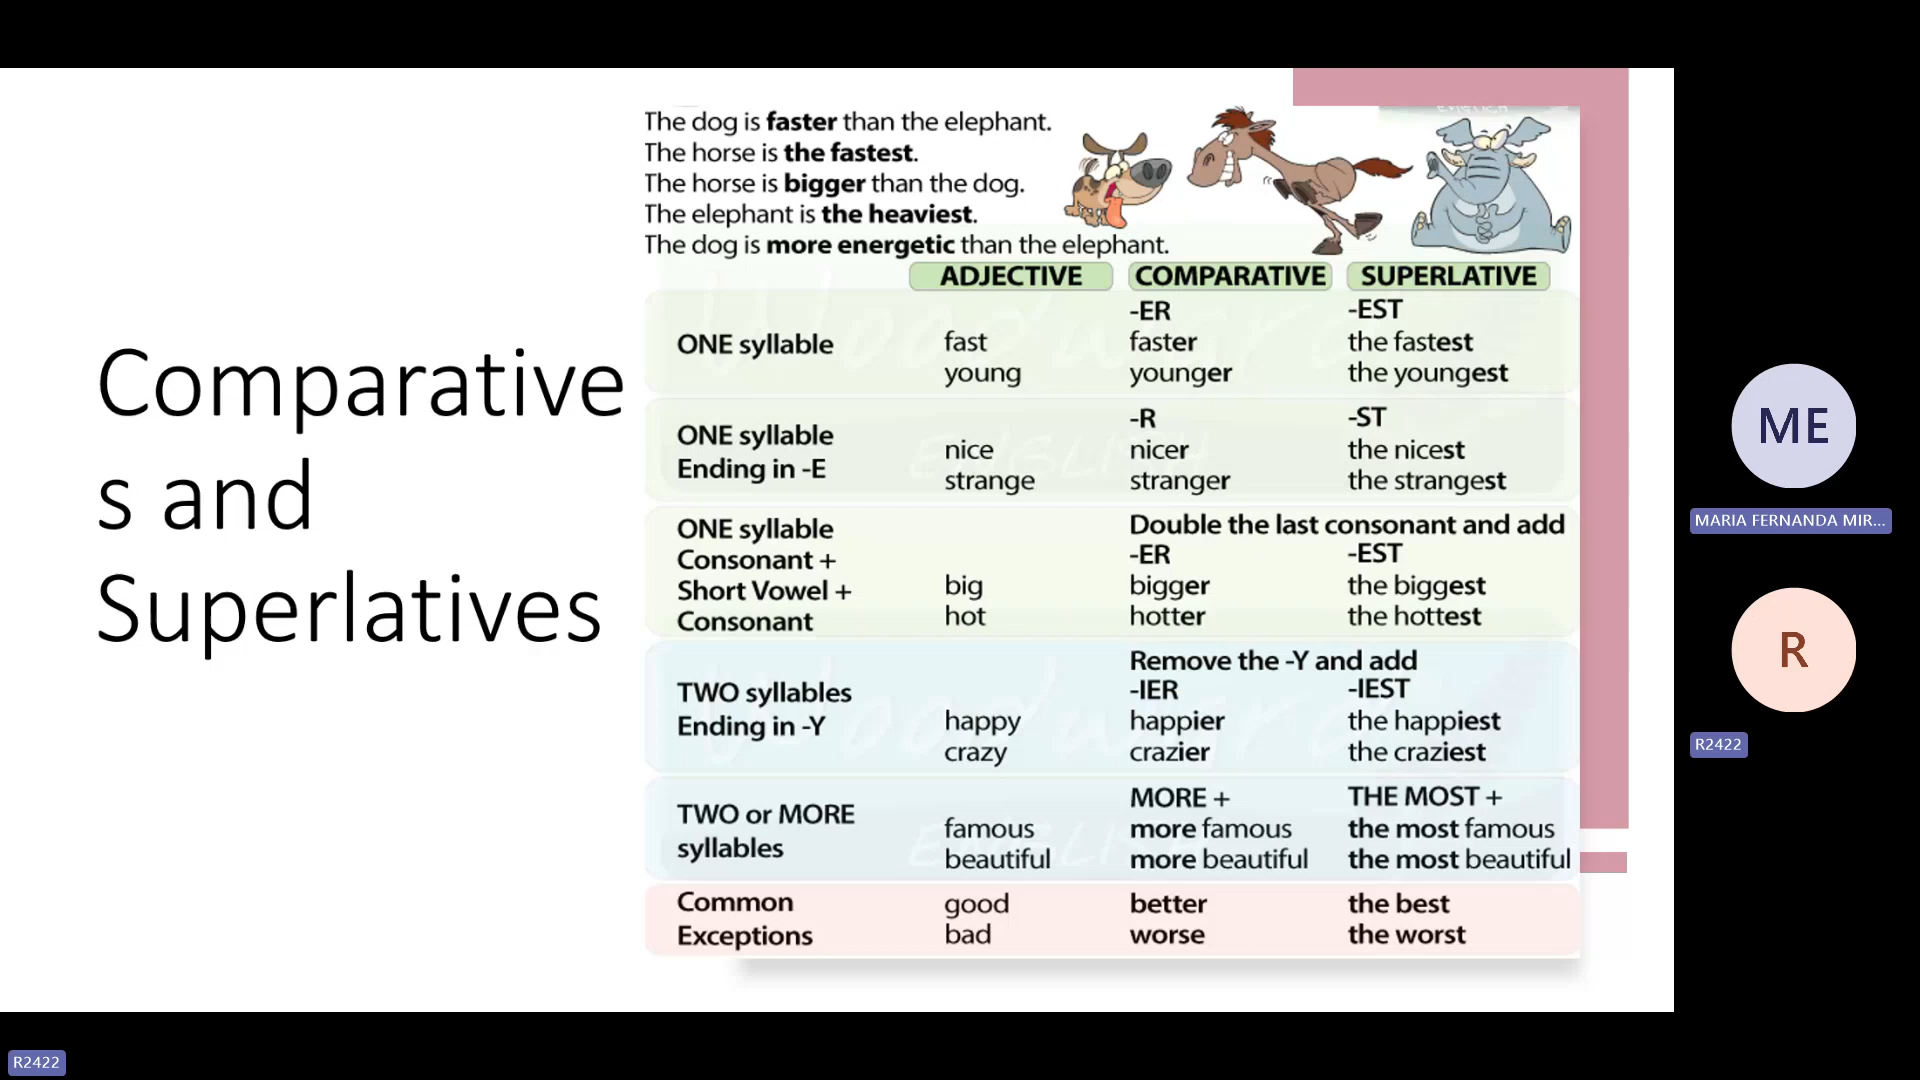 Comparative
s and
Superlatives
The dog is faster than the elephant.
The horse is the fastest.
The horse is bigger than the dog.
The elephant is the heaviest.
The dog is more energetic than the elephant.
ADJECTIVE COMPARATIVE SUPERLATIVE
-ER -EST
ONE syllable fast faster the fastest
young younger the youngest
-R -ST
ONE syllable
Ending in -E
nice nicer the nicest
strange stranger the strangest
ONE syllable
Consonant +
Short Vowel +
Consonant
Double the last consonant and add
-ER -EST
big bigger the biggest
hot hotter the hottest
TWO syllables
Ending in -Y
Remove the -Y and add
-IER -IEST
happy happier the happiest
crazy crazier the craziest
TWO or MORE
syllables
MORE + THE MOST +
famous more famous the most famous
beautiful more beautiful the most beautiful
Common
Exceptions
good better the best
bad worse the worst
Woodward
ENGLISH
Woodward
ENGLISH
ME
MARIA FERNANDA MIR...
R
R2422
R2422